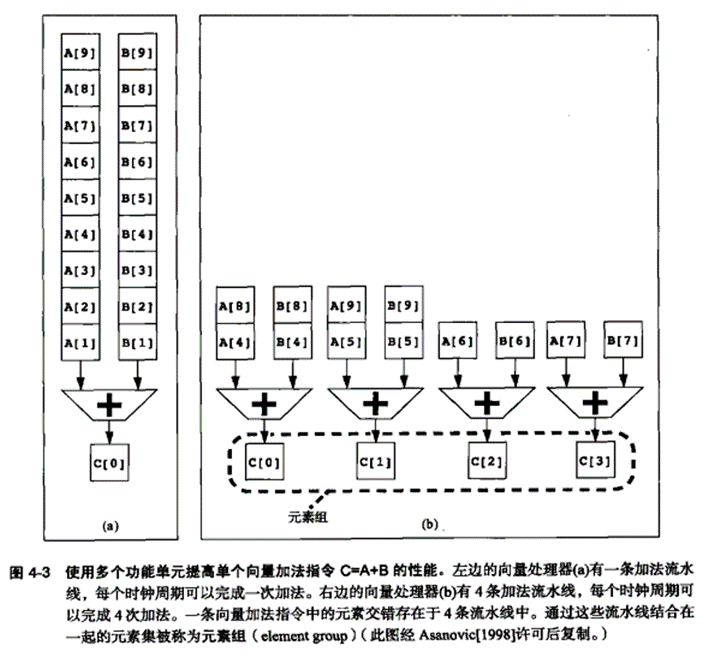 A[9] B[9]
A[8] B[8]
A[7] B[7]
A[6] B[6]
A[5] B[5]
A[4] B[4]
A[3] B[3]
A[2] B[2]
A[1] B[1]
+
C[0]
(a)
A[8] B[8] A[9] B[9]
A[4] B[4] A[5] B[5] A[6] B[6] A[7] B[7]
+ + + +
C[0] C[1] C[2] C[3]
元素组
(b)
图 4-3 使用多个功能单元提高单个向量加法指令 C=A+B 的性能。左边的向量处理器(a)有一条加法流水
线，每个时钟周期可以完成一次加法。右边的向量处理器(b)有 4 条加法流水线，每个时钟周期可
以完成 4 次加法。一条向量加法指令中的元素交错存在于 4 条流水线中。通过这些流水线结合在
一起的元素集被称为元素组（element group）（此图经 Asanovic[1998]许可后复制。）